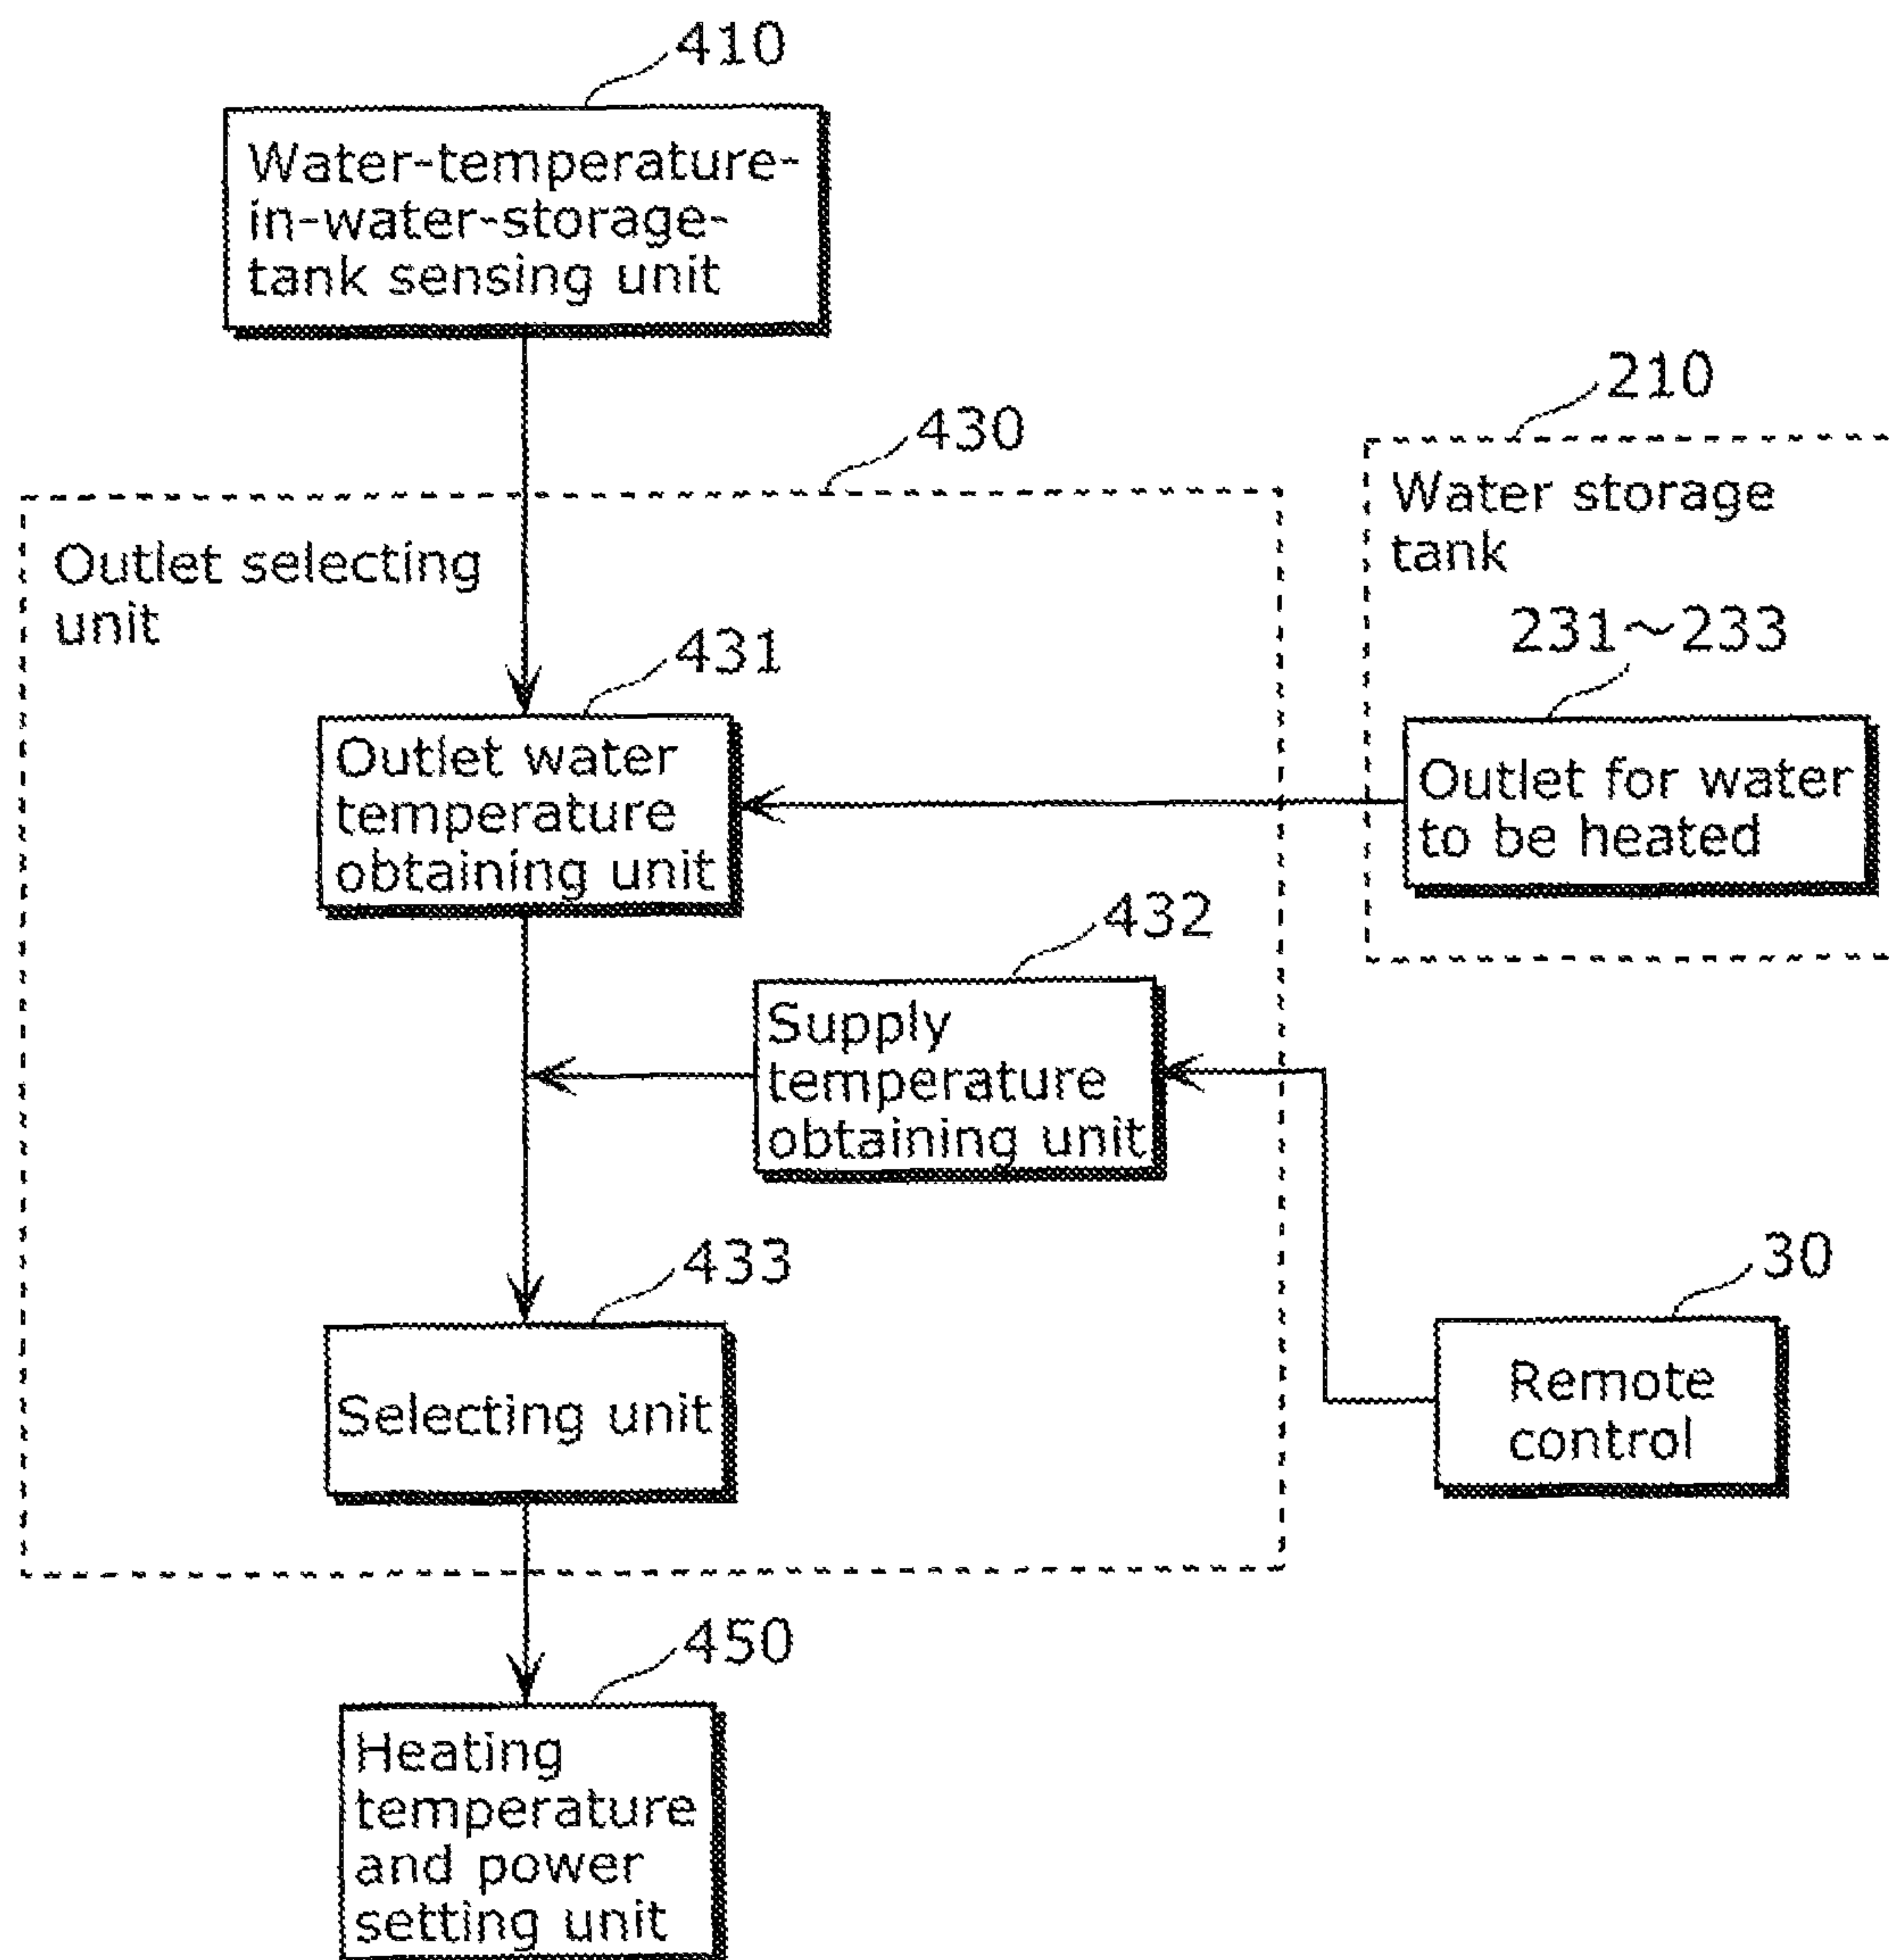 410
Water-temperature-
in-water-storage-
tank sensing unit
210
430
Water storage
tank
Outlet selecting
unit
231～233
431
Outlet water
temperature
obtaining unit
Outlet for water
to be heated
432
Supply
temperature
obtaining unit
433
30
Selecting unit
Remote
control
450
Heating
temperature
and power
setting unit